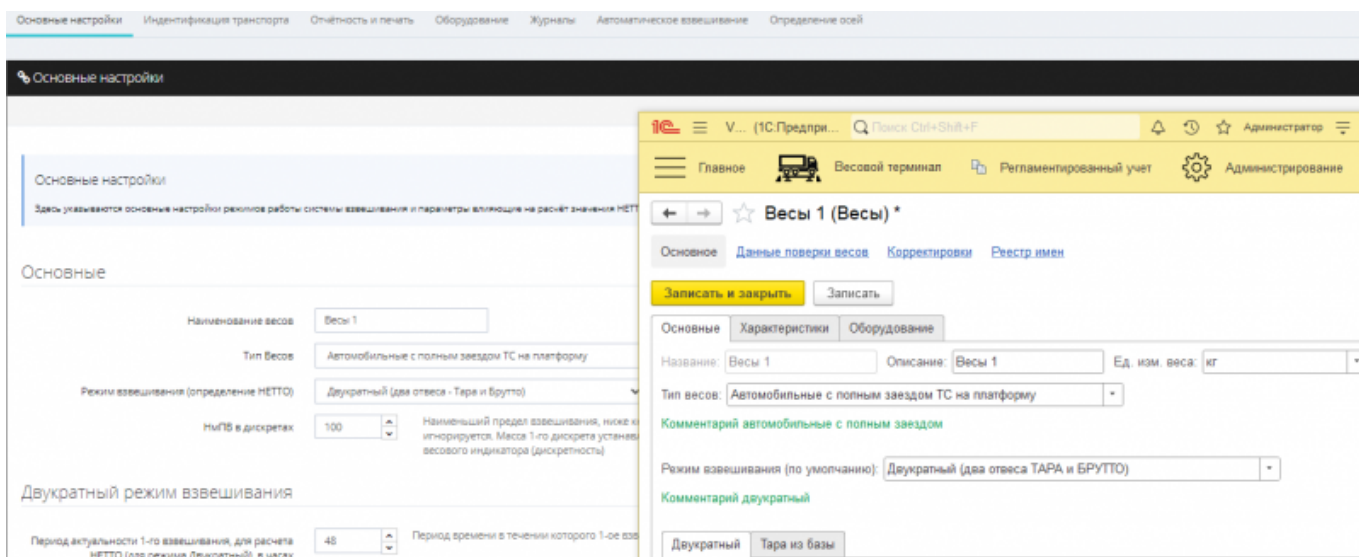 Основные настройки Индентификация транспорта Отчётность и печать Оборудование Журналы Автоматическое взвешивание Определение осей
Основные настройки
Основные настройки
Здесь указываются основные настройки режимов работы системы взвешивания и параметры влияющие на расчёт значения НЕТТ
Основные
Наименование весов Весы 1
Тип Весов Автомобильные с полным заездом ТС на платформу
Режим взвешивания (определение НЕТТО) Двукратный (два отвеса - Тара и Брутто)
НмПВ в дискретах 100 Наименьший предел взвешивания, ниже
игнорируется. Масса 1-го дискрета
весового индикатора (дискретность)
Двукратный режим взвешивания
Период актуальности 1-го взвешивания, для расчета 48 Период времени в течении которого 1-ое
НЕТТО (для режима Двукратный), в часах
1С V... (1С:Предпри... Поиск Ctrl+Shift+F Администратор
Главное Весовой терминал Регламентированный учет Администрирование
Весы 1 (Весы) *
Основное Данные поверки весов Корректировки Реестр имен
Записать и закрыть Записать
Основные Характеристики Оборудование
Название: Весы 1 Описание: Весы 1 Ед. изм. веса: кг
Тип весов: Автомобильные с полным заездом ТС на платформу
Комментарий автомобильные с полным заездом
Режим взвешивания (по умолчанию): Двукратный (два отвеса ТАРА и БРУТТО)
Комментарий двукратный
Двукратный Тара из базы